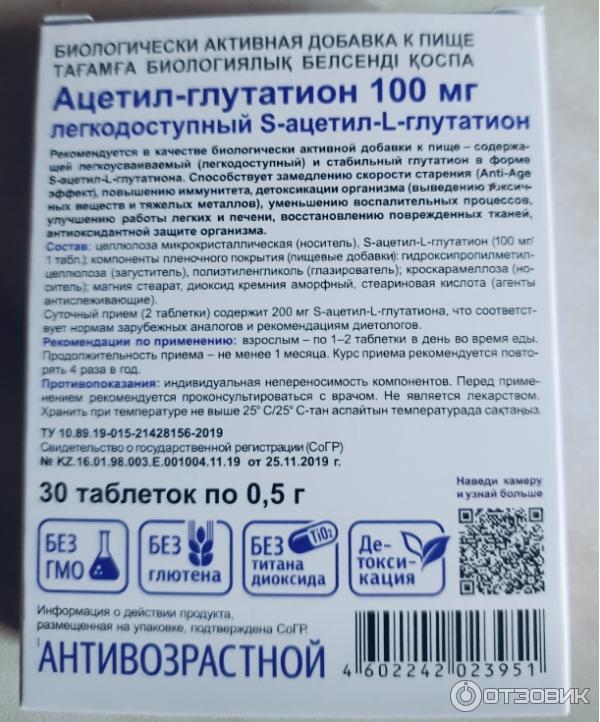 БИОЛОГИЧЕСКИ АКТИВНАЯ ДОБАВКА К ПИЩЕ
ТАҒАМҒА БИОЛОГИЯЛЫҚ БЕЛСЕНДІ ҚОСПА
Ацетил-глутатион 100 мг
легкодоступный S-ацетил-L-глутатион
Рекомендуется в качестве биологически активной добавки к пище – содержа-
щей легкоусваиваемый (легкодоступный) и стабильный глутатион в форме
S-ацетил-L-глутатиона. Способствует замедлению скорости старения (Anti-Age
эффект), повышению иммунитета, детоксикации организма (выведению токсич-
ных веществ и тяжелых металлов), уменьшению воспалительных процессов,
улучшению работы легких и печени, восстановлению поврежденных тканей,
антиоксидантной защите организма.
Состав: целлюлоза микрокристаллическая (носитель), S-ацетил-L-глутатион (100 мг/
1 табл.); компоненты пленочного покрытия (пищевые добавки): гидроксипропилметил-
целлюлоза (загуститель), полиэтиленгликоль (глазирователь); кроскарамеллоза (но-
ситель); магния стеарат, диоксид кремния аморфный, стеариновая кислота (агенты
антислеживающие).
Суточный прием (2 таблетки) содержит 200 мг S-ацетил-L-глутатиона, что соответст-
вует нормам зарубежных аналогов и рекомендациям диетологов.
Рекомендации по применению: взрослым – по 1–2 таблетки в день во время еды.
Продолжительность приема – не менее 1 месяца. Курс приема рекомендуется повто-
рять 4 раза в год.
Противопоказания: индивидуальная непереносимость компонентов. Перед приме-
нением рекомендуется проконсультироваться с врачом. Не является лекарством.
Хранить при температуре не выше 25° С/25° С-тан аспайтын температурада сақтаңыз.
ТУ 10.89.19-015-21428156-2019
Свидетельство о государственной регистрации (СоГР)
№ KZ.16.01.98.003.E.001004.11.19 от 25.11.2019 г.
30 таблеток по 0,5 г
Наведи камеру
и узнай больше
БЕЗ
ГМО
БЕЗ
глютена
БЕЗ
титана
диоксида
TiO2
Де-
токси-
кация
Информация о действии продукта,
размещенная на упаковке, подтверждена СоГР.
АНТИВОЗРАСТНОЙ
4 602242 023951
ОТЗОВИК